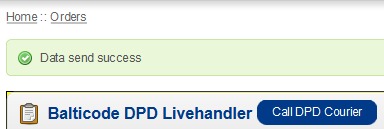 Home :: Orders
Data send success
Balticode DPD Livehandler Call DPD Courier